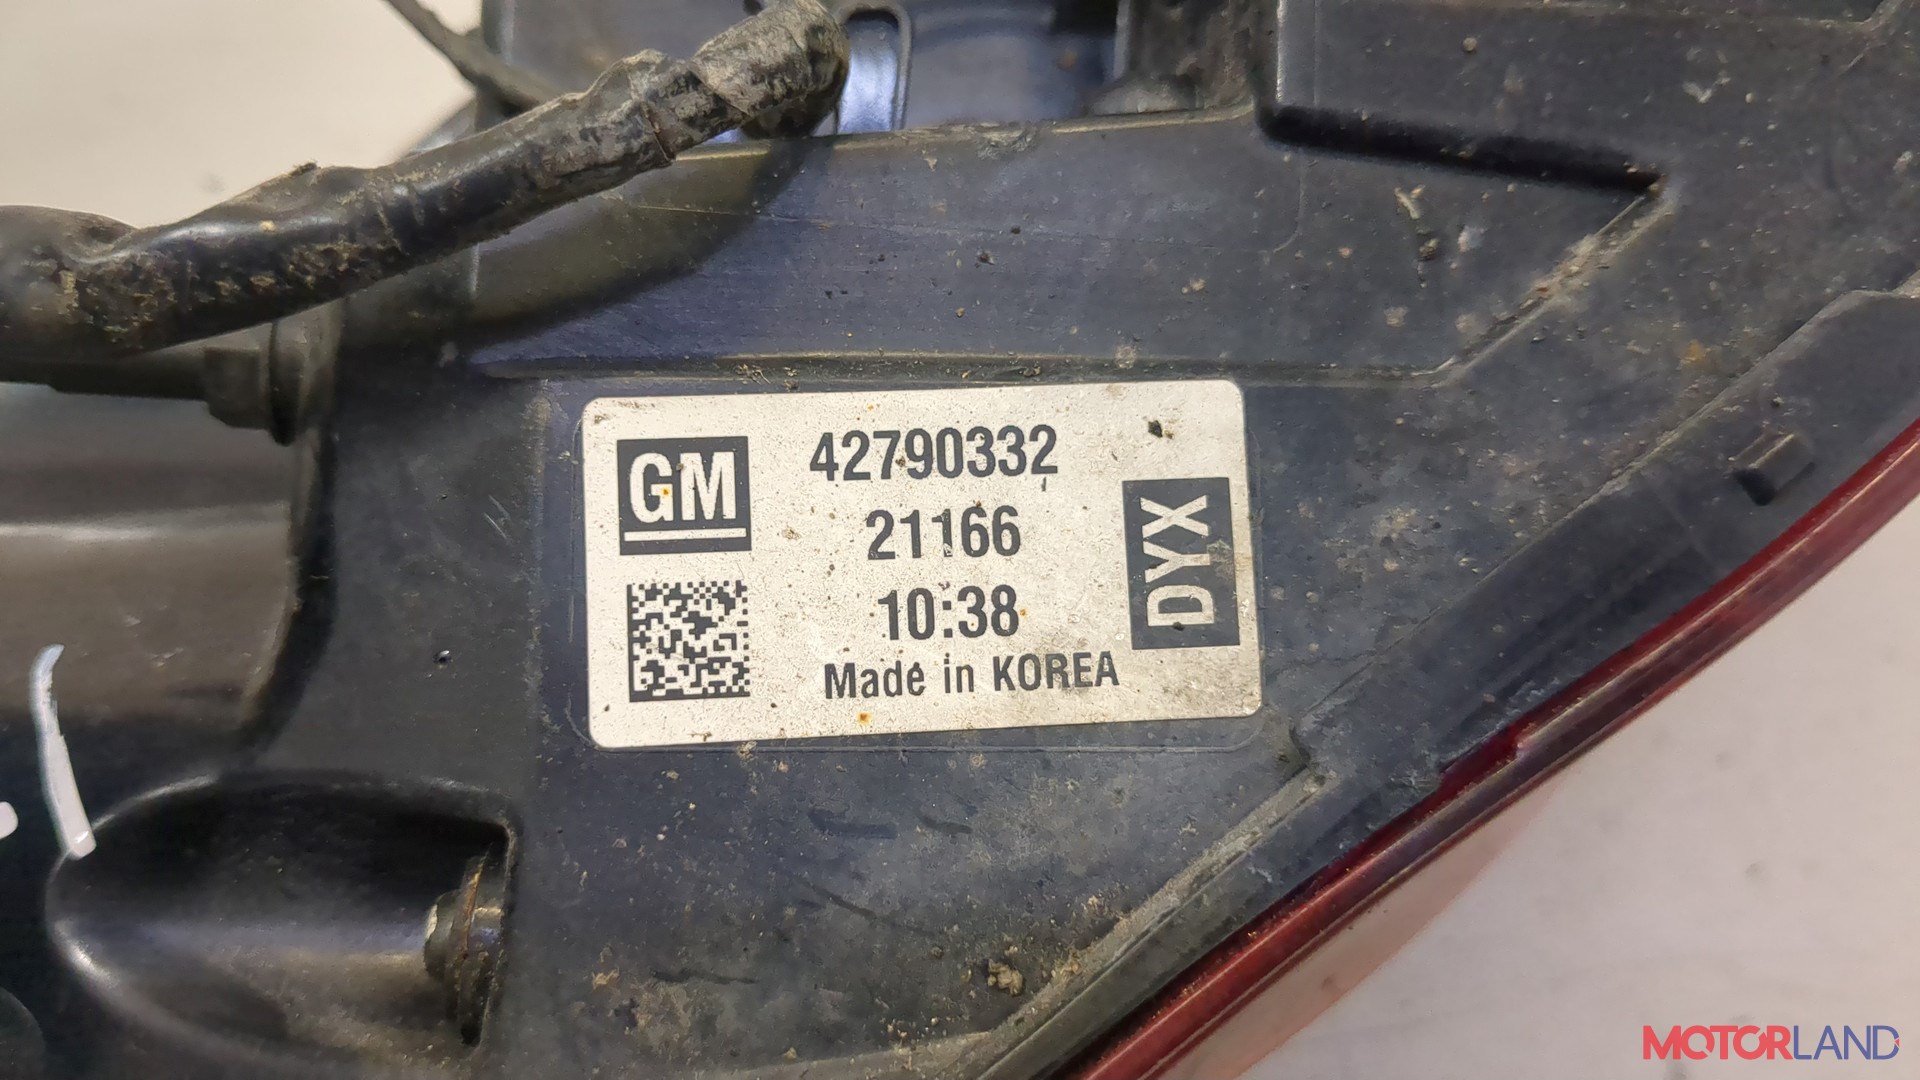 GM
42790332
21166
10:38
Made in KOREA
DYX
MOTORLAND